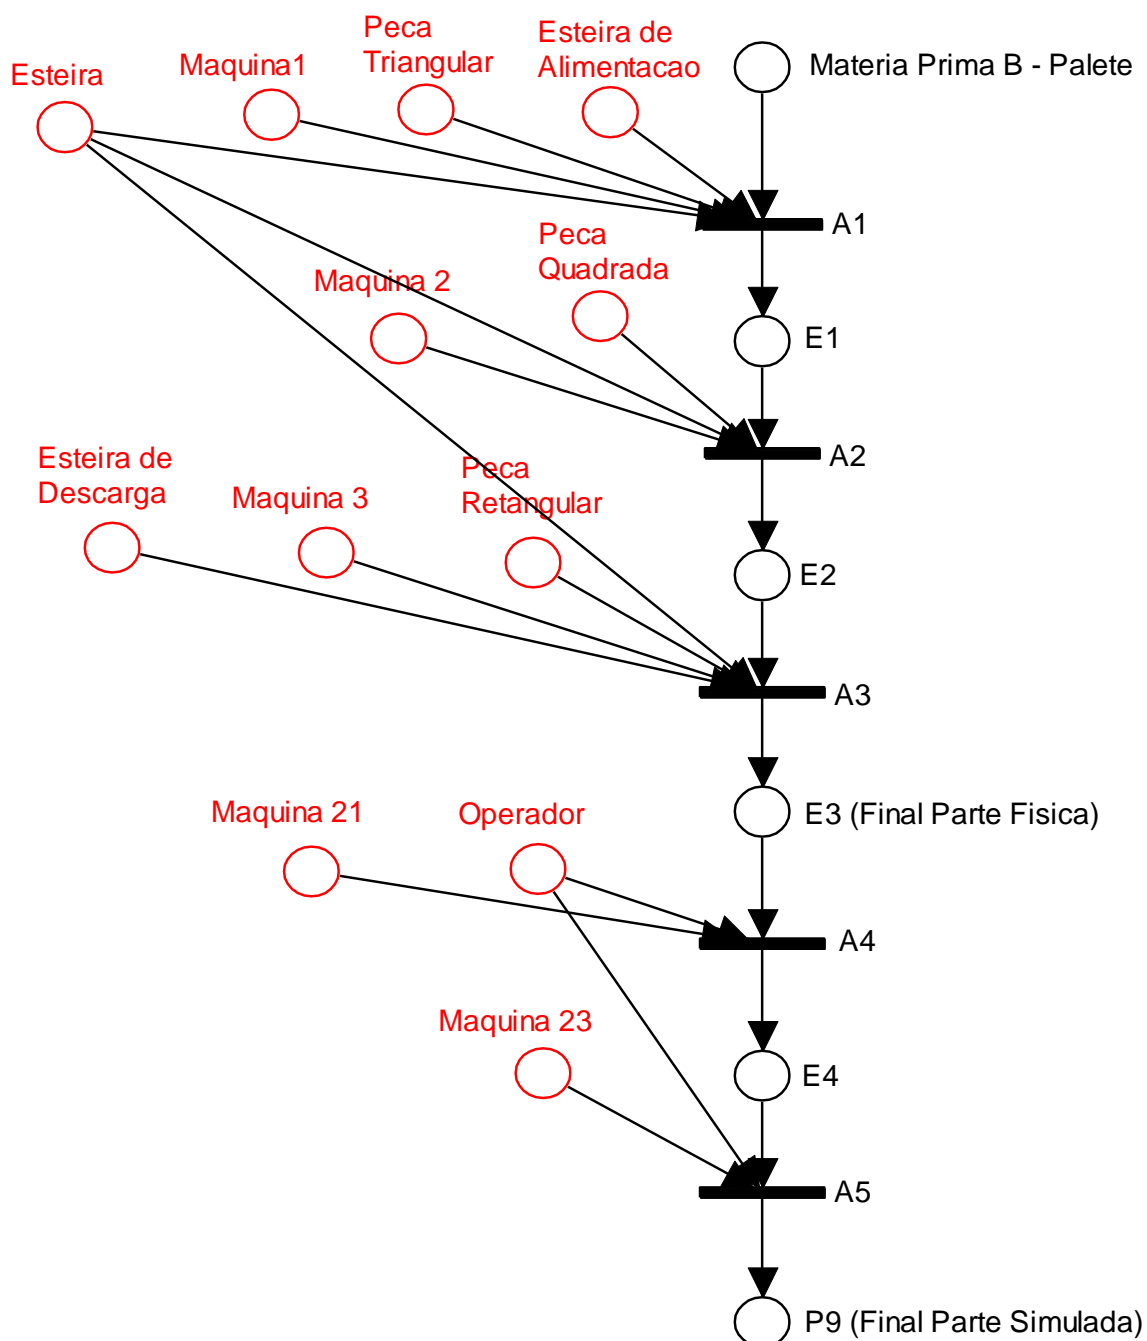 Peca
Triangular
Esteira de
Alimentacao
Esteira
Maquina1
Materia Prima B - Palete
A1
Peca
Quadrada
Maquina 2
E1
A2
Esteira de
Descarga
Maquina 3
Peca
Retangular
E2
A3
Maquina 21
Operador
E3 (Final Parte Fisica)
A4
Maquina 23
E4
A5
P9 (Final Parte Simulada)